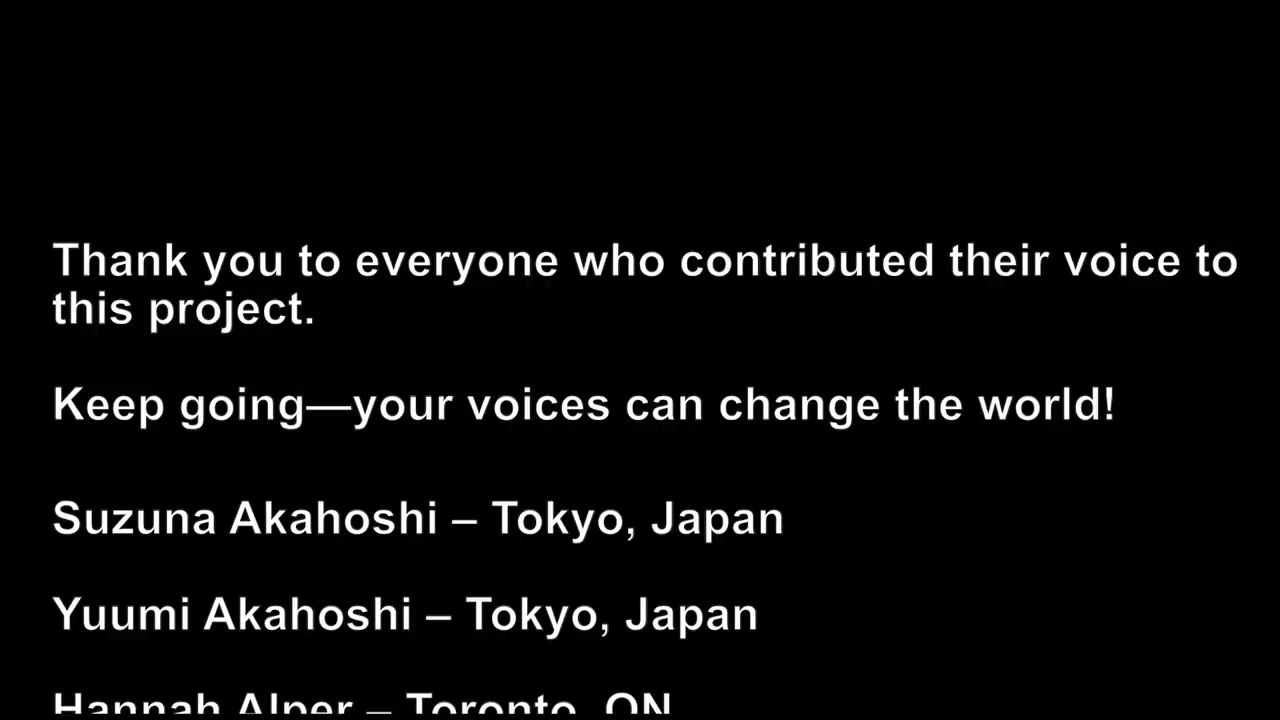 Thank you to everyone who contributed their voice to
this project.
Keep going—your voices can change the world!
Suzuna Akahoshi – Tokyo, Japan
Yuumi Akahoshi – Tokyo, Japan
Hannah Alper – Toronto, ON